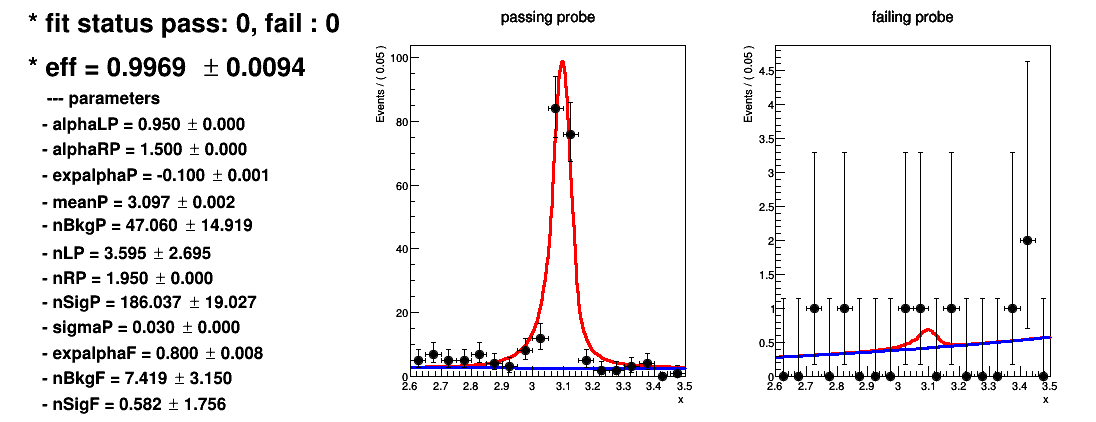 * fit status pass: 0, fail : 0
* eff = 0.9969 ± 0.0094
--- parameters
- alphaLP = 0.950 ± 0.000
- alphaRP = 1.500 ± 0.000
- expalphaP = -0.100 ± 0.001
- meanP = 3.097 ± 0.002
- nBkgP = 47.060 ± 14.919
- nLP = 3.595 ± 2.695
- nRP = 1.950 ± 0.000
- nSigP = 186.037 ± 19.027
- sigmaP = 0.030 ± 0.000
- expalphaF = 0.800 ± 0.008
- nBkgF = 7.419 ± 3.150
- nSigF = 0.582 ± 1.756
passing probe
Events / ( 0.05 )
100
80
60
40
20
0
2.6 2.7 2.8 2.9 3 3.1 3.2 3.3 3.4 3.5
x
failing probe
Events / ( 0.05 )
4.5
4
3.5
3
2.5
2
1.5
1
0.5
0
2.6 2.7 2.8 2.9 3 3.1 3.2 3.3 3.4 3.5
x